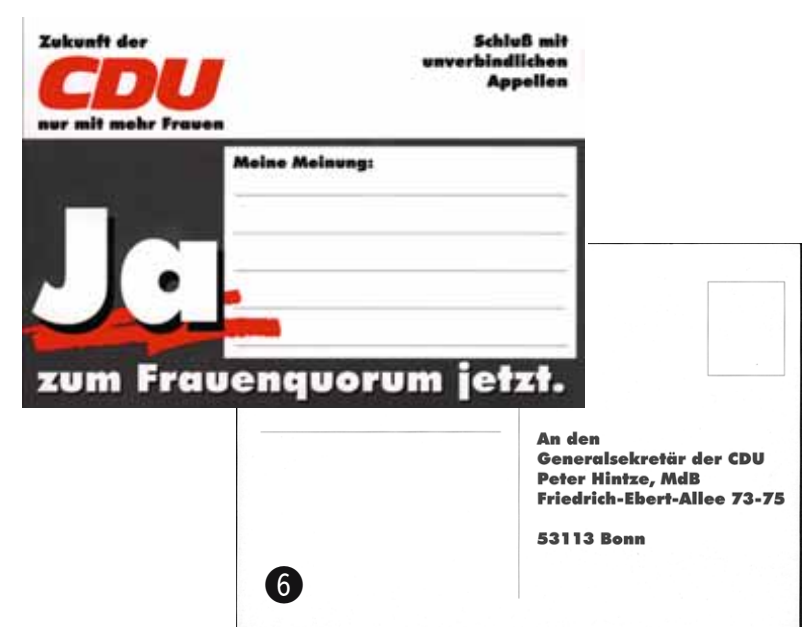 Zukunft der
CDU
nur mit mehr Frauen
Schluß mit
unverbindlichen
Appellen
Meine Meinung:
Ja
zum Frauenquorum jetzt.
An den
Generalsekretär der CDU
Peter Hintze, MdB
Friedrich-Ebert-Allee 73-75
53113 Bonn
6